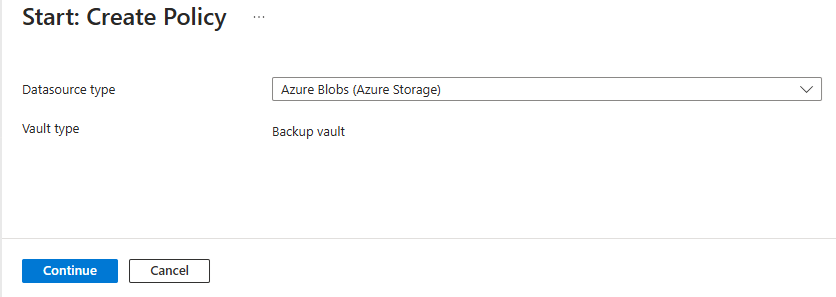 Start: Create Policy ...
Datasource type
Azure Blobs (Azure Storage)
Vault type
Backup vault
Continue
Cancel